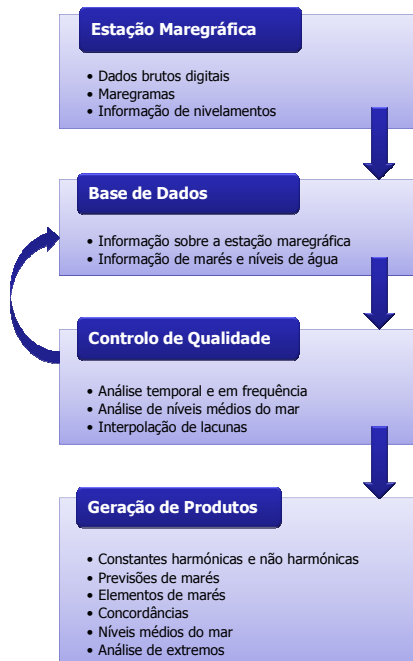 Estação Maregráfica
• Dados brutos digitais
• Maregramas
• Informação de nivelamentos
Base de Dados
• Informação sobre a estação maregráfica
• Informação de marés e níveis de água
Controlo de Qualidade
• Análise temporal e em frequência
• Análise de níveis médios do mar
• Interpolação de lacunas
Geração de Produtos
• Constantes harmónicas e não harmónicas
• Previsões de marés
• Elementos de marés
• Concordâncias
• Níveis médios do mar
• Análise de extremos